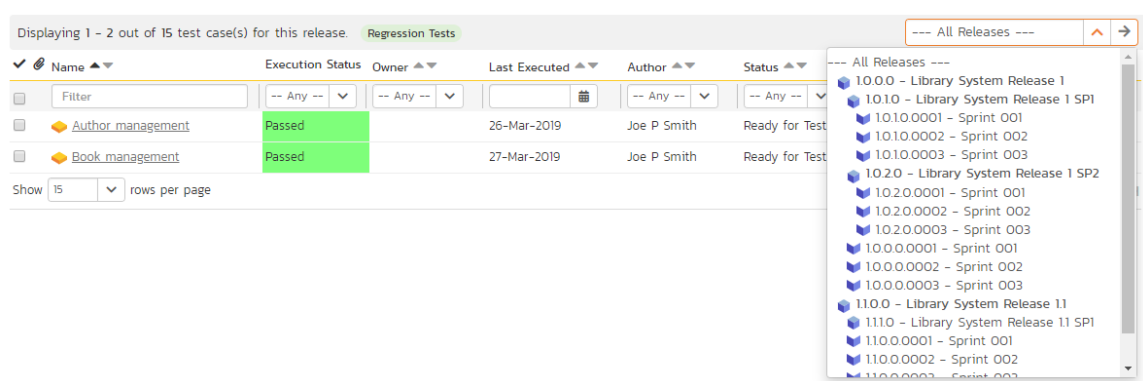 Displaying 1 - 2 out of 15 test case(s) for this release. Regression Tests
--- All Releases ---
Name Execution Status Owner Last Executed Author Status
Filter -- Any -- -- Any -- -- Any -- -- Any --
Author management Passed 26-Mar-2019 Joe P Smith Ready for Test
Book management Passed 27-Mar-2019 Joe P Smith Ready for Test
Show 15 rows per page
--- All Releases ---
1.0.0.0 - Library System Release 1
1.0.1.0 - Library System Release 1 SP1
1.0.1.0.0001 - Sprint 001
1.0.1.0.0002 - Sprint 002
1.0.1.0.0003 - Sprint 003
1.0.2.0 - Library System Release 1 SP2
1.0.2.0.0001 - Sprint 001
1.0.2.0.0002 - Sprint 002
1.0.2.0.0003 - Sprint 003
1.0.0.0.0001 - Sprint 001
1.0.0.0.0002 - Sprint 002
1.0.0.0.0003 - Sprint 003
1.1.0.0 - Library System Release 1.1
1.1.1.0 - Library System Release 1.1 SP1
1.1.0.0.0001 - Sprint 001
1.1.0.0.0002 - Sprint 002